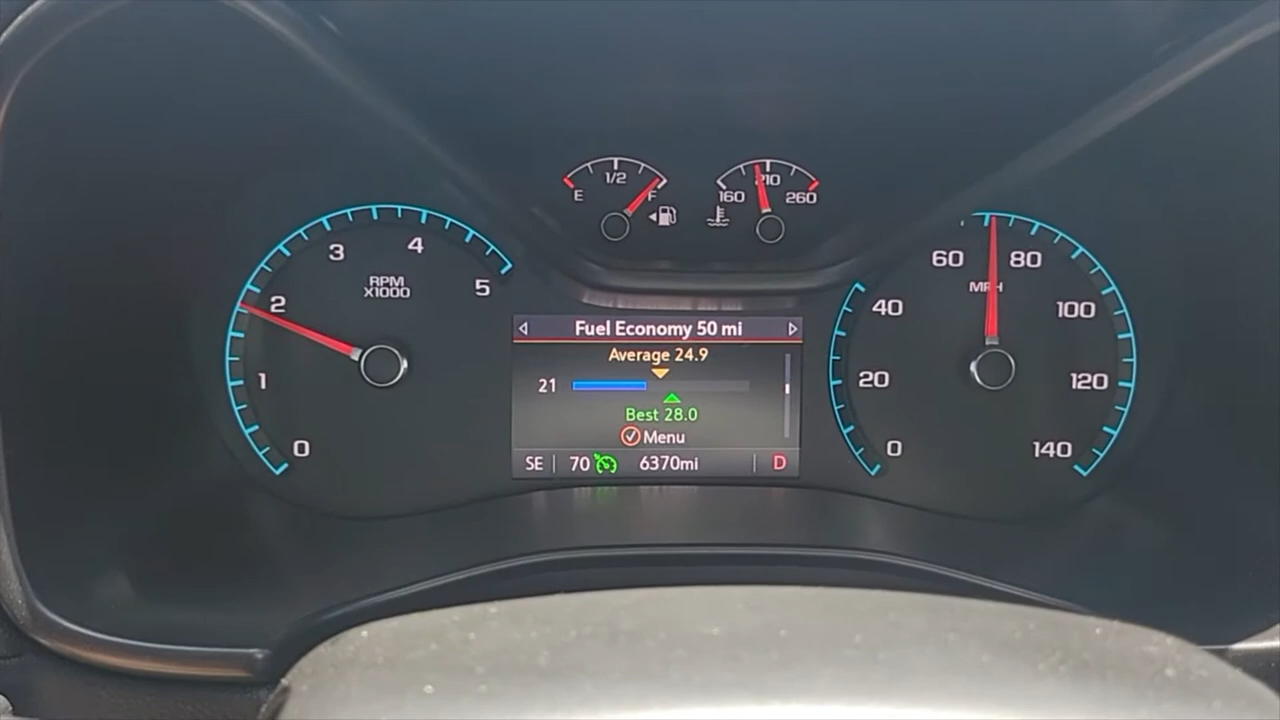 1/2
E
F
160
210
260
0
1
2
3
4
5
RPM
X1000
Fuel Economy 50 mi
Average 24.9
21
Best 28.0
Menu
SE
70
6370mi
D
0
20
40
60
80
100
120
140
MPH